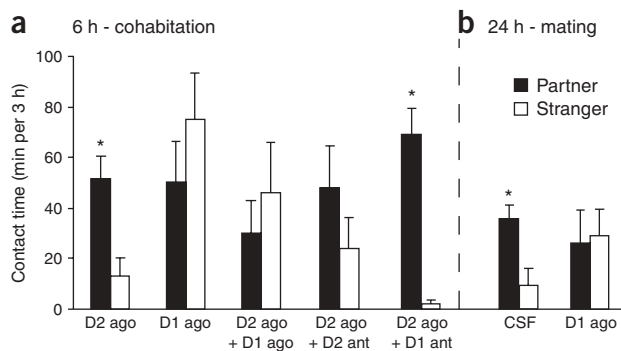 a 6 h - cohabitation
b 24 h - mating
Partner
Stranger
Contact time (min per 3 h)
100
80
60
40
20
0
*
*
*
D2 ago
D1 ago
D2 ago
+ D1 ago
D2 ago
+ D2 ant
D2 ago
+ D1 ant
CSF
D1 ago